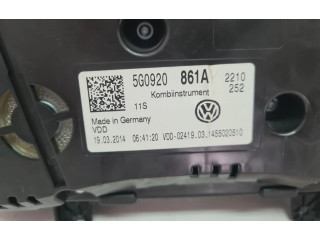 5G0920 861A 2210
Kombiinstrument 252
11S
Made in Germany
VDD
19.03.2014 06:41:20 VDD-02419.03.1455023510